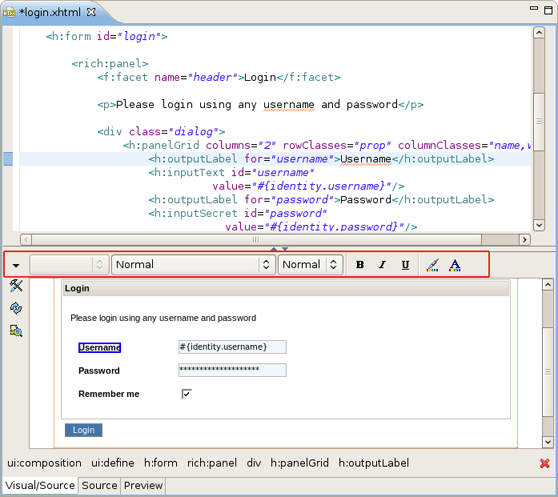 *login.xhtml
<h:form id="login">
<rich:panel>
<f:facet name="header">Login</f:facet>
<p>Please login using any username and password</p>
<div class="dialog">
<h:panelGrid columns="2" rowClasses="prop" columnClasses="name,v
<h:outputLabel for="username">Username</h:outputLabel>
<h:inputText id="username"
value="#{identity.username}"/>
<h:outputLabel for="password">Password</h:outputLabel>
<h:inputSecret id="password"
value="#{identity.password}"/>
Normal Normal B I U A
Login
Please login using any username and password
Username #{identity.username}
Password ********************
Remember me
Login
ui:composition ui:define h:form rich:panel div h:panelGrid h:outputLabel
Visual/Source Source Preview